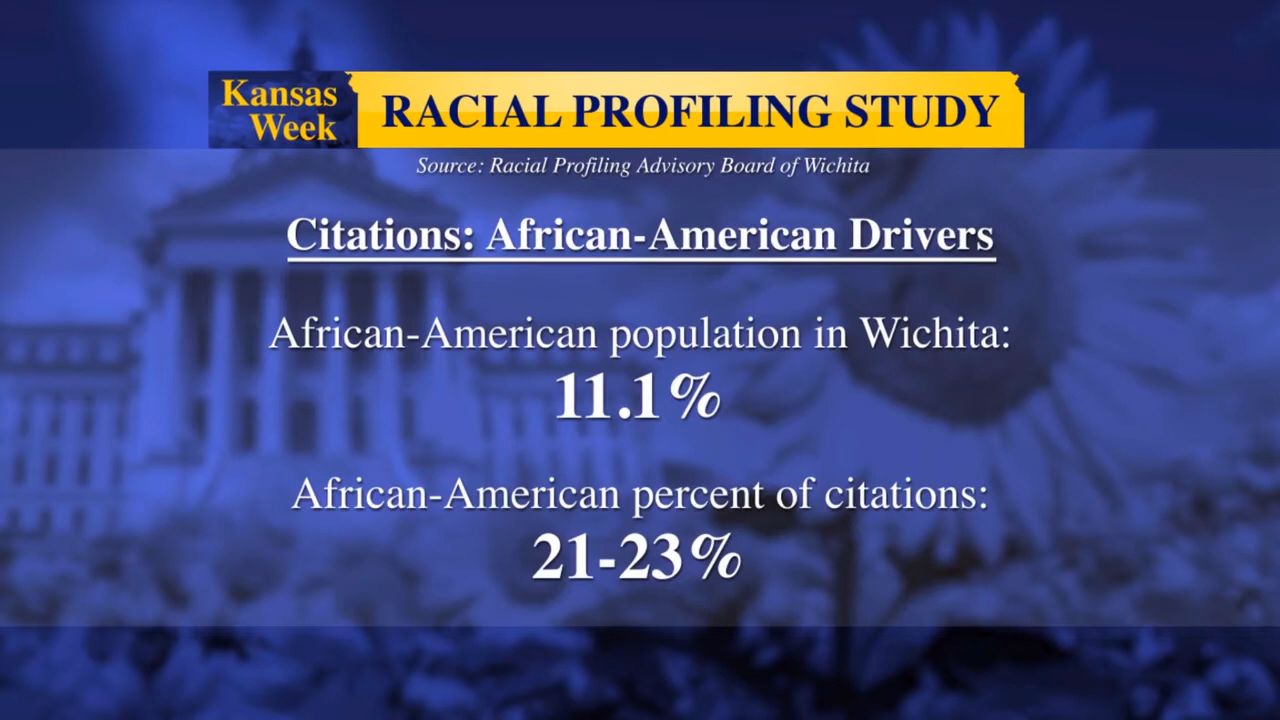 Kansas
Week
RACIAL PROFILING STUDY
Source: Racial Profiling Advisory Board of Wichita
Citations: African-American Drivers
African-American population in Wichita:
11.1%
African-American percent of citations:
21-23%